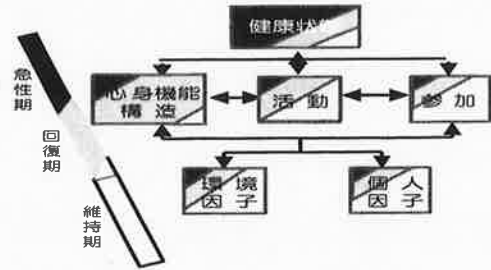 健康状態
急性期
回復期
維持期
心身機能
構造
活動
参加
環境
因子
個人
因子